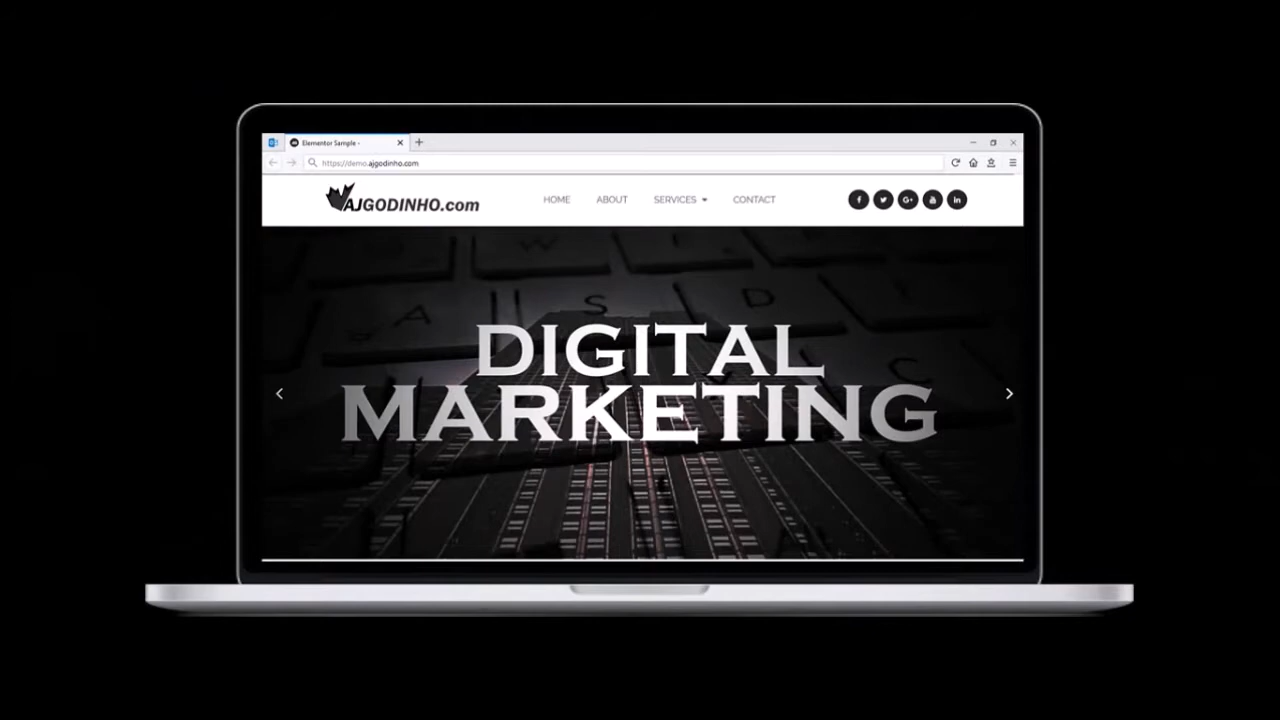 Elementor Sample -
https://demo.ajgodinho.com
AJGODINHO.com
HOME ABOUT SERVICES CONTACT
W
A S D
C
DIGITAL
MARKETING